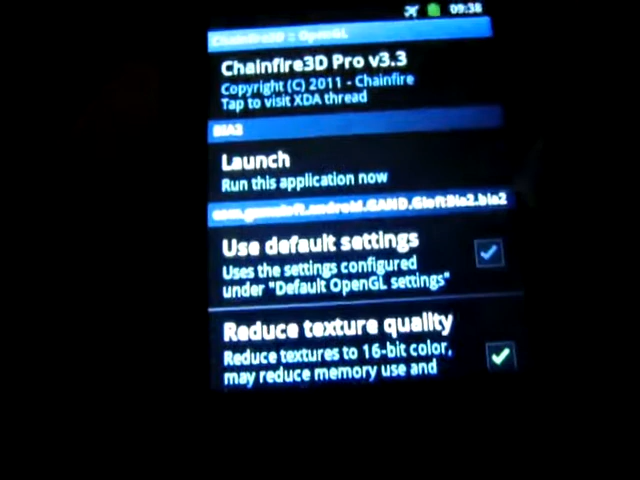 09:38
Chainfire3D :: OpenGL
Chainfire3D Pro v3.3
Copyright (C) 2011 - Chainfire
Tap to visit XDA thread
BIA2
Launch
Run this application now
com.gameloft.android.GAND.GloftBia2.bia2
Use default settings
Uses the settings configured
under "Default OpenGL settings"
Reduce texture quality
Reduce textures to 16-bit color,
may reduce memory use and